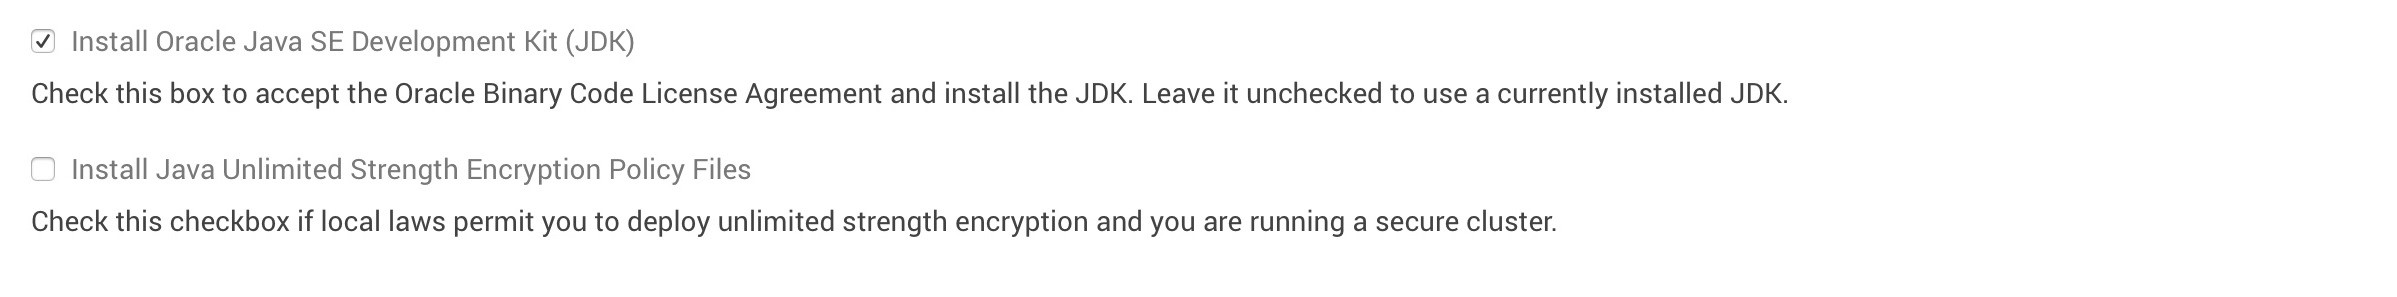 Install Oracle Java SE Development Kit (JDK)
Check this box to accept the Oracle Binary Code License Agreement and install the JDK. Leave it unchecked to use a currently installed JDK.
Install Java Unlimited Strength Encryption Policy Files
Check this checkbox if local laws permit you to deploy unlimited strength encryption and you are running a secure cluster.